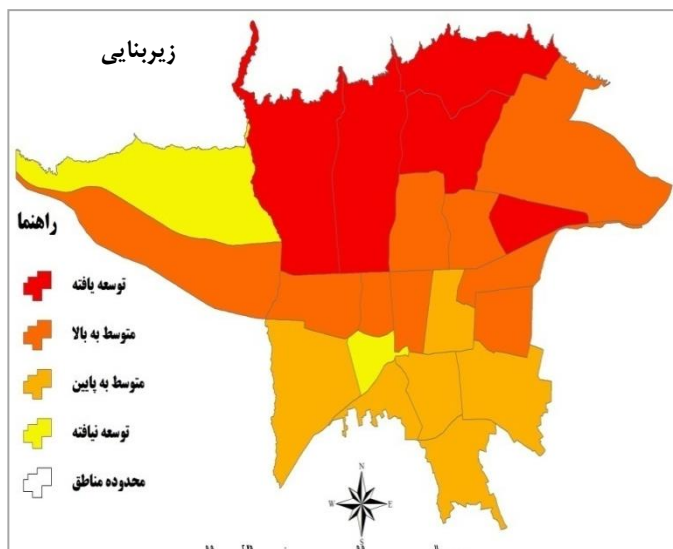 زیربنایی
راهنما
توسعه یافته
متوسط به بالا
متوسط به پایین
توسعه نیافته
محدوده مناطق
N
W E
S